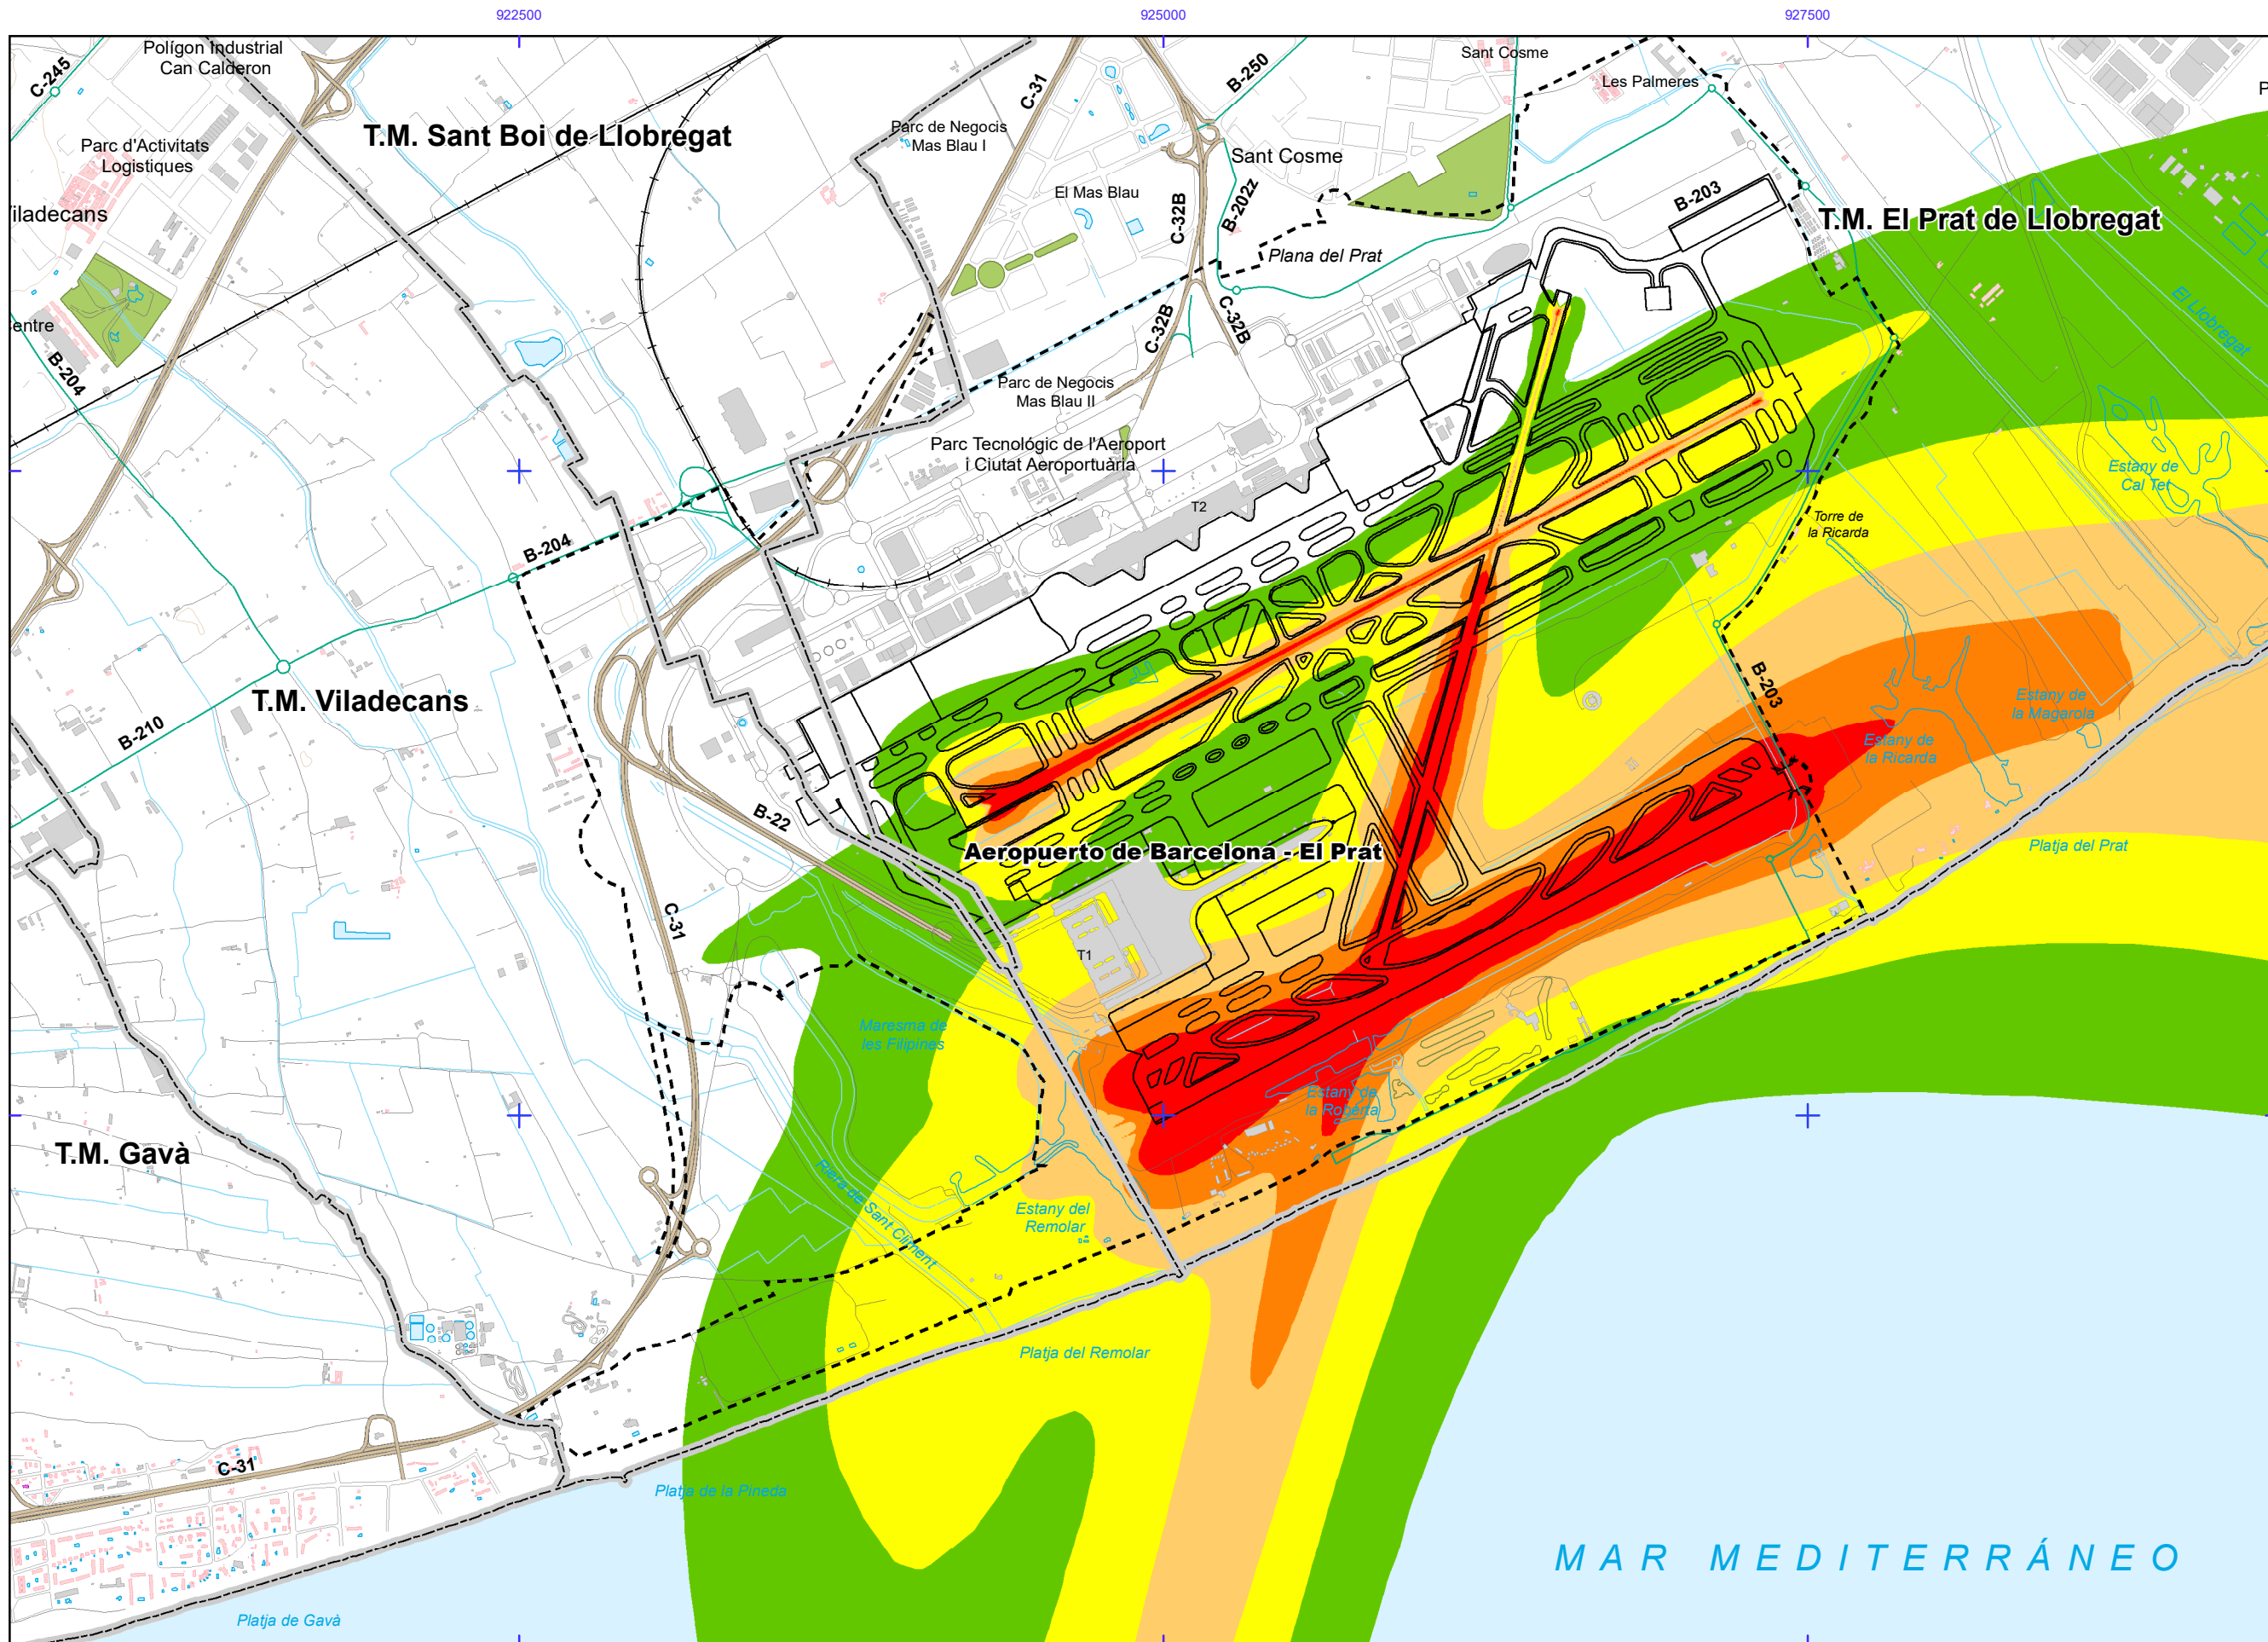 922500
925000
927500
Polígon Industrial
Can Calderon
C-245
Parc d'Activitats
Logistiques
T.M. Sant Boi de Llobregat
Parc de Negocis
Mas Blau I
C-31
B-250
Sant Cosme
Les Palmeres
P
Sant Cosme
El Mas Blau
C-32B
B-202z
B-203
T.M. El Prat de Llobregat
iladecans
Plana del Prat
El Llobregat
entre
B-204
C-32B
C-32B
Parc de Negocis
Mas Blau II
Parc Tecnológic de l'Aeroport
i Ciutat Aeroportuària
T2
Estany de
Cal Tet
Torre de
la Ricarda
B-204
T.M. Viladecans
B-210
B-203
Estany de
la Magarola
Estany de
la Ricarda
B-22
Aeropuerto de Barcelona - El Prat
Platja del Prat
C-31
T1
Maresma de
les Filipines
Estany de
la Roberta
T.M. Gavà
Riera de Sant Climent
Estany del
Remolar
Platja del Remolar
C-31
Platja de la Pineda
MAR MEDITERRÁNEO
Platja de Gavà